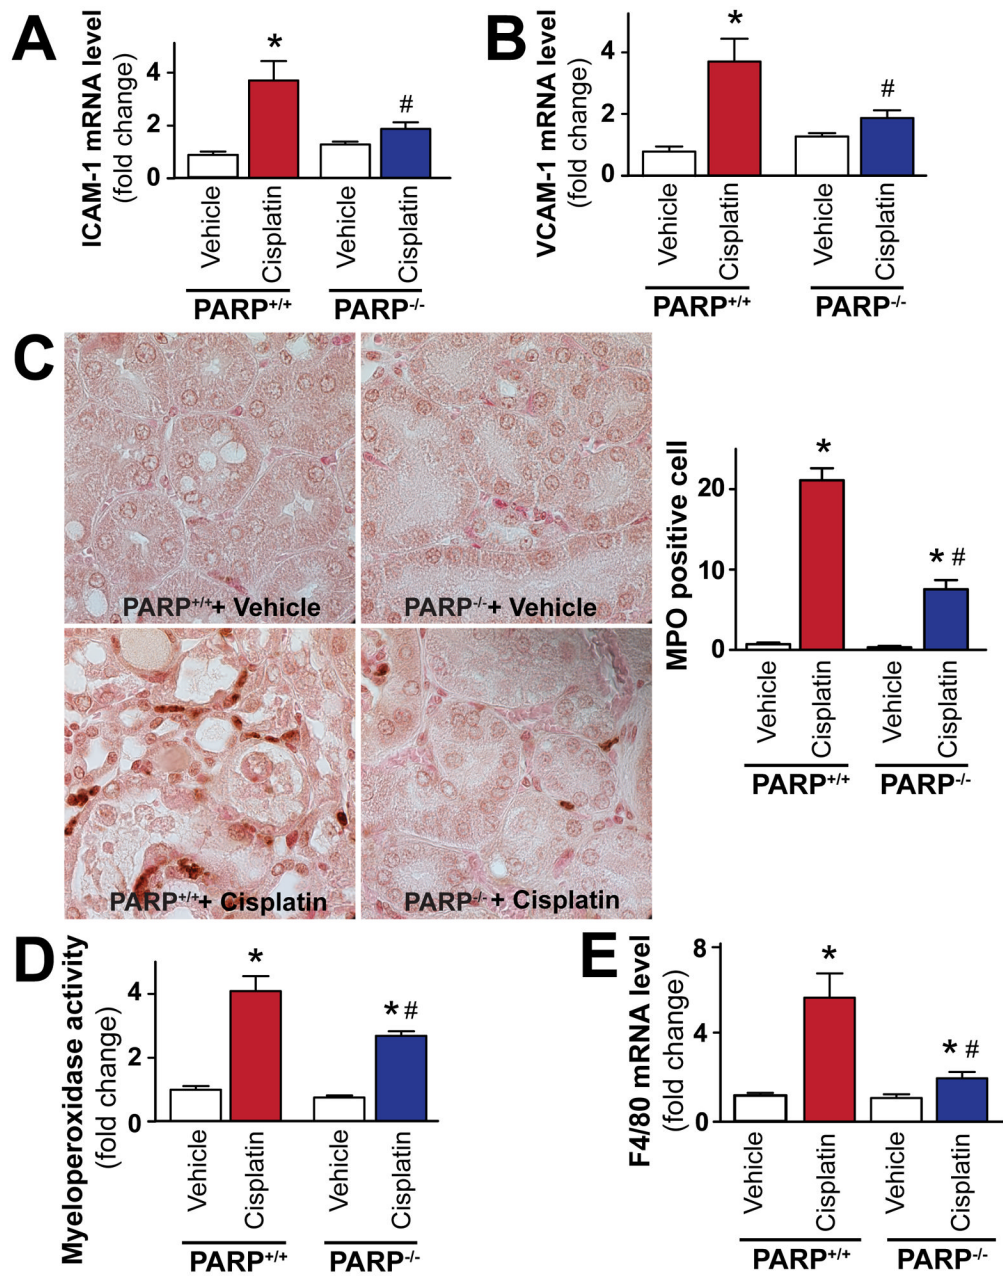 A
ICAM-1 mRNA level
(fold change)
4
2
0
*
#
Vehicle
Cisplatin
Vehicle
Cisplatin
PARP+/+
PARP-/-
B
VCAM-1 mRNA level
(fold change)
4
2
0
*
#
Vehicle
Cisplatin
Vehicle
Cisplatin
PARP+/+
PARP-/-
C
PARP+/++ Vehicle
PARP-/-+ Vehicle
PARP+/++ Cisplatin
PARP-/-+ Cisplatin
MPO positive cell
20
10
0
*
* #
Vehicle
Cisplatin
Vehicle
Cisplatin
PARP+/+
PARP-/-
D
Myeloperoxidase activity
(fold change)
4
2
0
*
* #
Vehicle
Cisplatin
Vehicle
Cisplatin
PARP+/+
PARP-/-
E
F4/80 mRNA level
(fold change)
8
4
0
*
* #
Vehicle
Cisplatin
Vehicle
Cisplatin
PARP+/+
PARP-/-